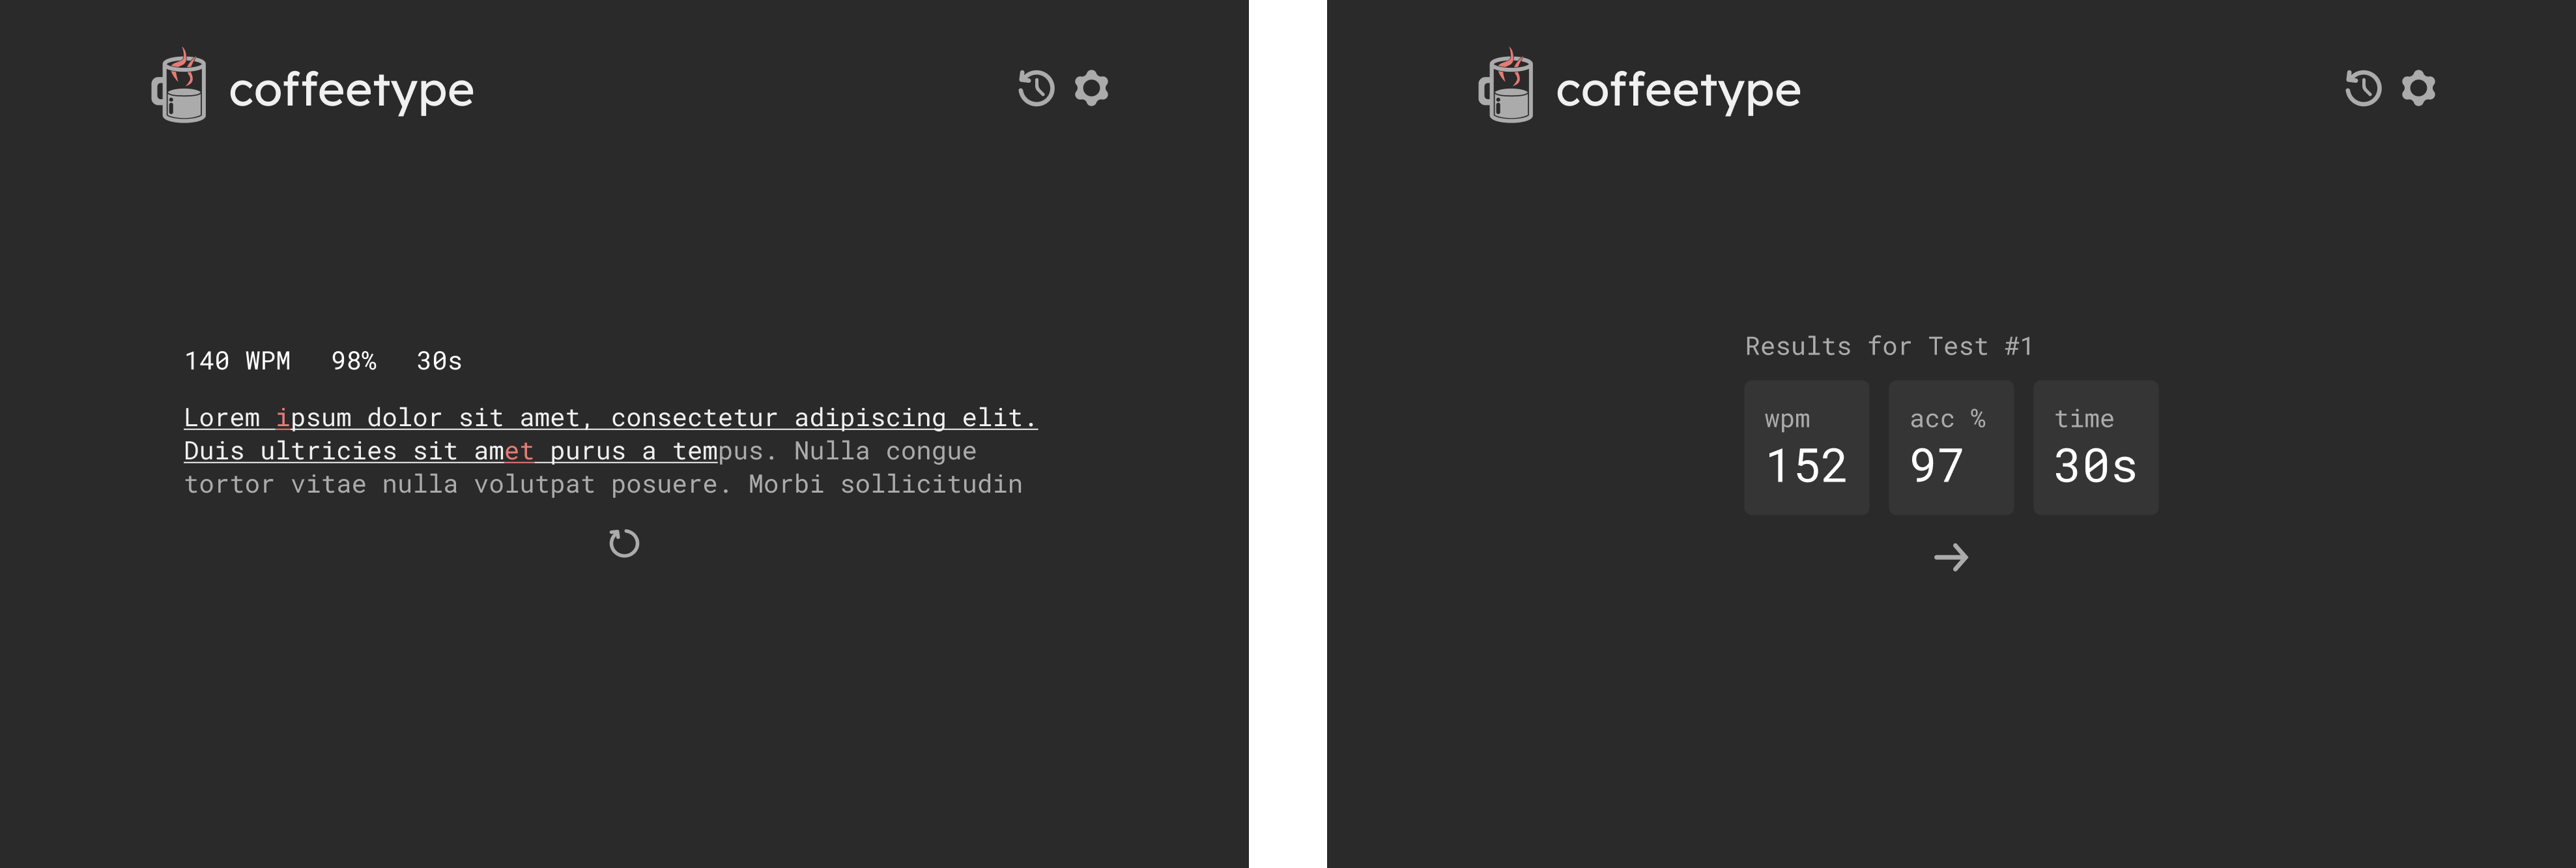 coffeetype
140 WPM 98% 30s
Lorem ipsum dolor sit amet, consectetur adipiscing elit.
Duis ultricies sit amet purus a tempus. Nulla congue
tortor vitae nulla volutpat posuere. Morbi sollicitudin
coffeetype
Results for Test #1
wpm acc % time
152 97 30s